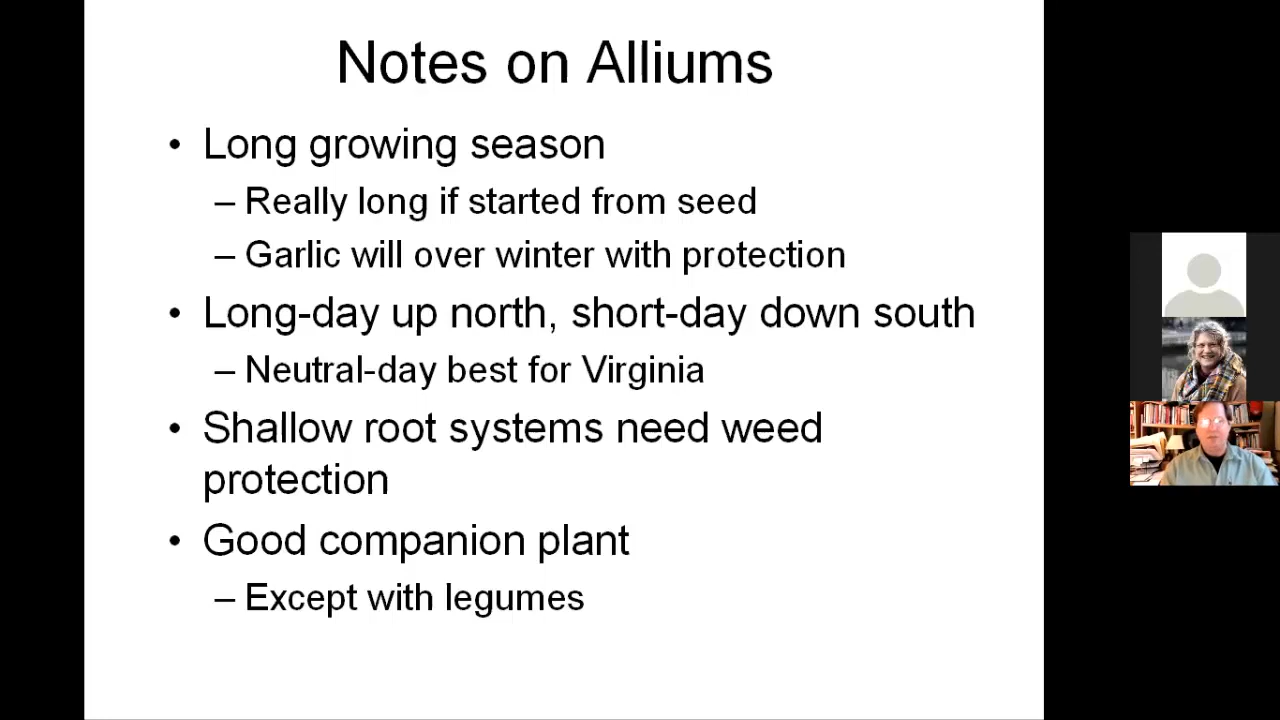 Notes on Alliums
• Long growing season
– Really long if started from seed
– Garlic will over winter with protection
• Long-day up north, short-day down south
– Neutral-day best for Virginia
• Shallow root systems need weed
protection
• Good companion plant
– Except with legumes